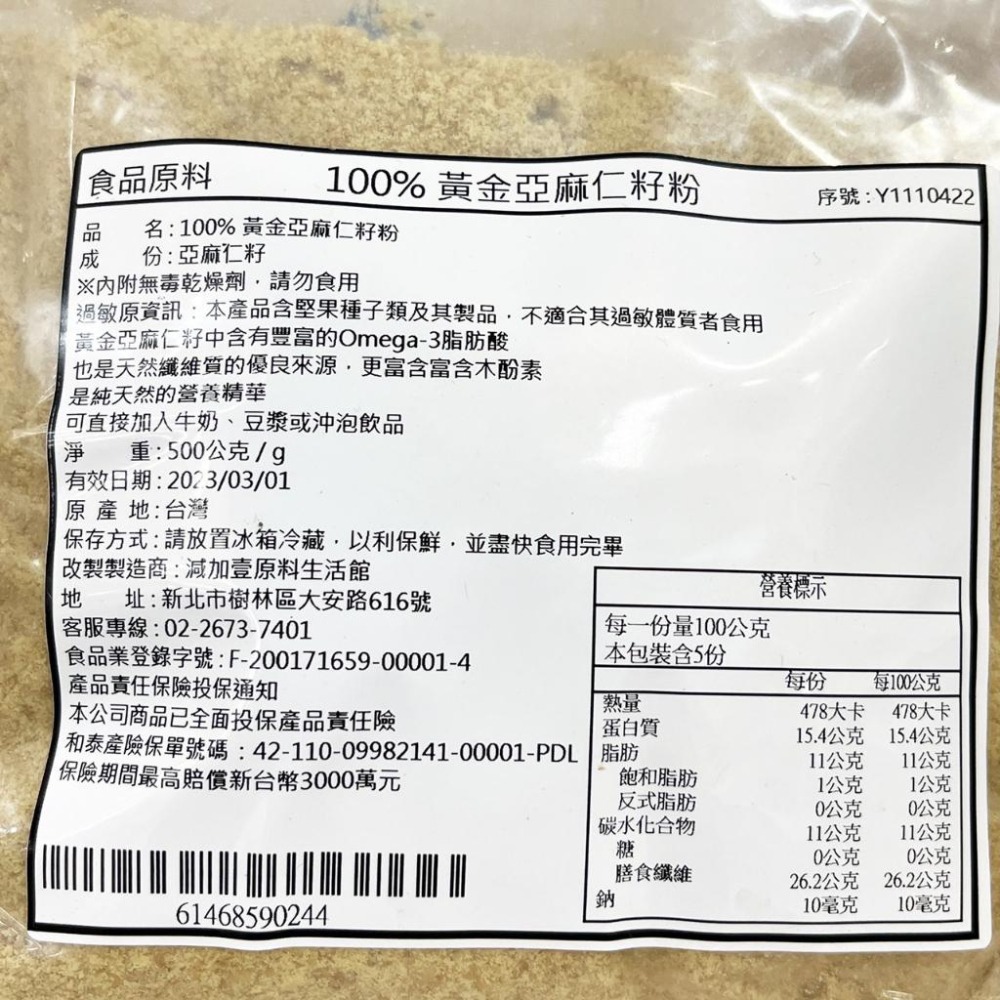 食品原料 100% 黃金亞麻仁籽粉 序號:Y1110422
品 名:100% 黃金亞麻仁籽粉
成 份:亞麻仁籽
※內附無毒乾燥劑，請勿食用
過敏原資訊：本產品含堅果種子類及其製品，不適合其過敏體質者食用
黃金亞麻仁籽中含有豐富的Omega-3脂肪酸
也是天然纖維質的優良來源，更富含富含木酚素
是純天然的營養精華
可直接加入牛奶、豆漿或沖泡飲品
淨 重:500公克/g
有效日期:2023/03/01
原 產 地:台灣
保存方式:請放置冰箱冷藏，以利保鮮，並盡快食用完畢
改製製造商:減加壹原料生活館
地 址:新北市樹林區大安路616號
客服專線:02-2673-7401
食品業登錄字號:F-200171659-00001-4
產品責任保險投保通知
本公司商品已全面投保產品責任險
和泰產險保單號碼：42-110-09982141-00001-PDL
保險期間最高賠償新台幣3000萬元
61468590244
營養標示
每一份量100公克
本包裝含5份
每份 每100公克
熱量 478大卡 478大卡
蛋白質 15.4公克 15.4公克
脂肪 11公克 11公克
飽和脂肪 1公克 1公克
反式脂肪 0公克 0公克
碳水化合物 11公克 11公克
糖 0公克 0公克
膳食纖維 26.2公克 26.2公克
鈉 10毫克 10毫克